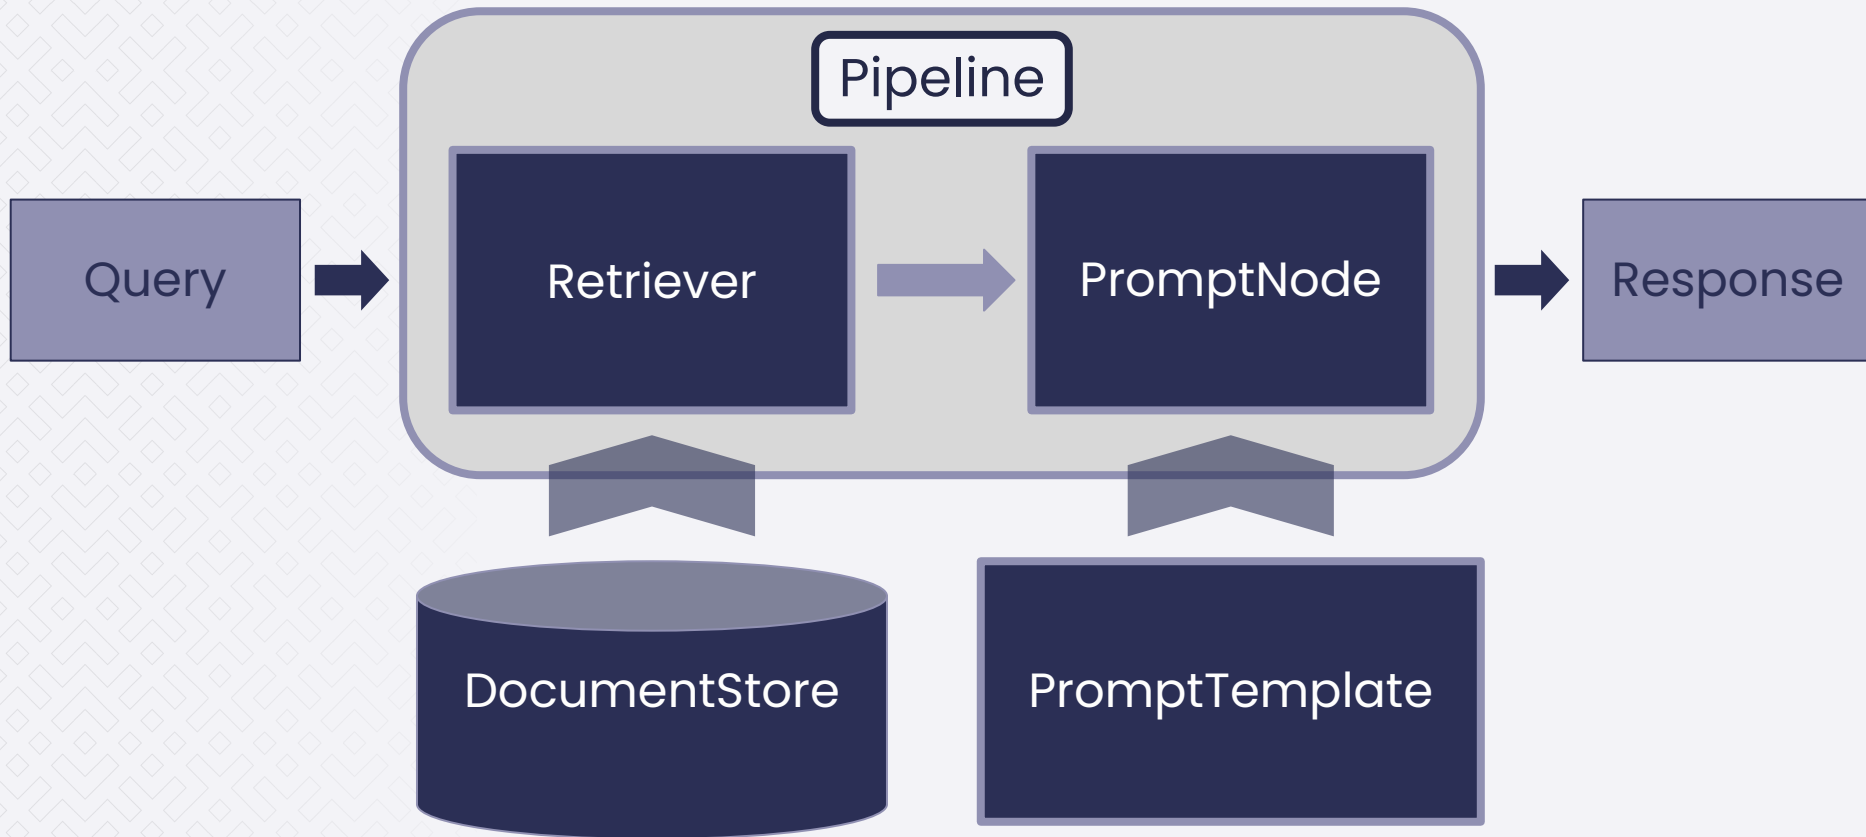 Pipeline
Query
Retriever
PromptNode
Response
DocumentStore
PromptTemplate